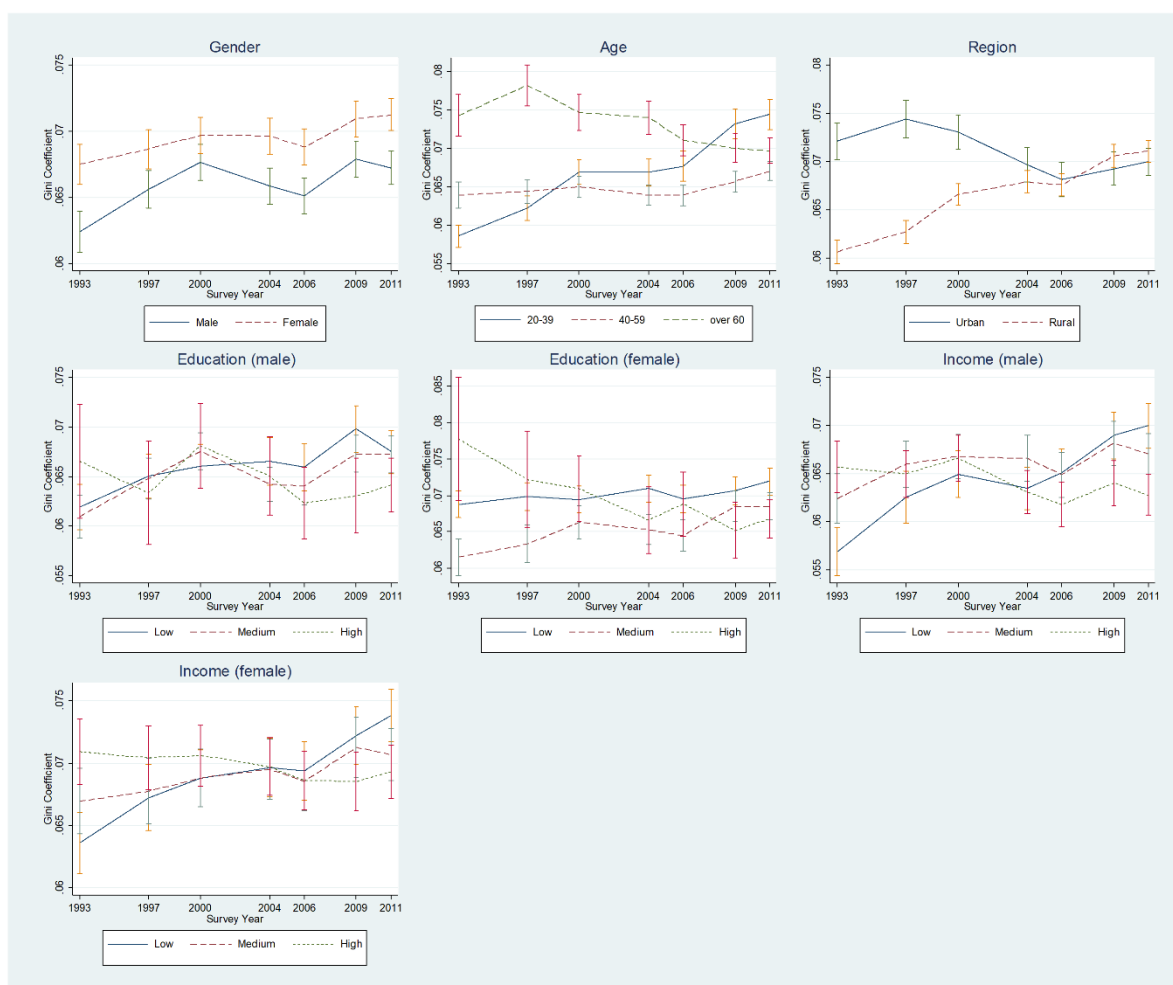 Gender
.075
.07
.065
.06
Gini Coefficient
1993 1997 2000 2004 2006 2009 2011
Survey Year
Male Female
Age
.08
.075
.07
.065
.06
.055
Gini Coefficient
1993 1997 2000 2004 2006 2009 2011
Survey Year
20-39 40-59 over 60
Region
.08
.075
.07
.065
.06
Gini Coefficient
1993 1997 2000 2004 2006 2009 2011
Survey Year
Urban Rural
Education (male)
.075
.07
.065
.06
.055
Gini Coefficient
1993 1997 2000 2004 2006 2009 2011
Survey Year
Low Medium High
Education (female)
.085
.08
.075
.07
.065
.06
Gini Coefficient
1993 1997 2000 2004 2006 2009 2011
Survey Year
Low Medium High
Income (male)
.075
.07
.065
.06
.055
Gini Coefficient
1993 1997 2000 2004 2006 2009 2011
Survey Year
Low Medium High
Income (female)
.075
.07
.065
.06
Gini Coefficient
1993 1997 2000 2004 2006 2009 2011
Survey Year
Low Medium High